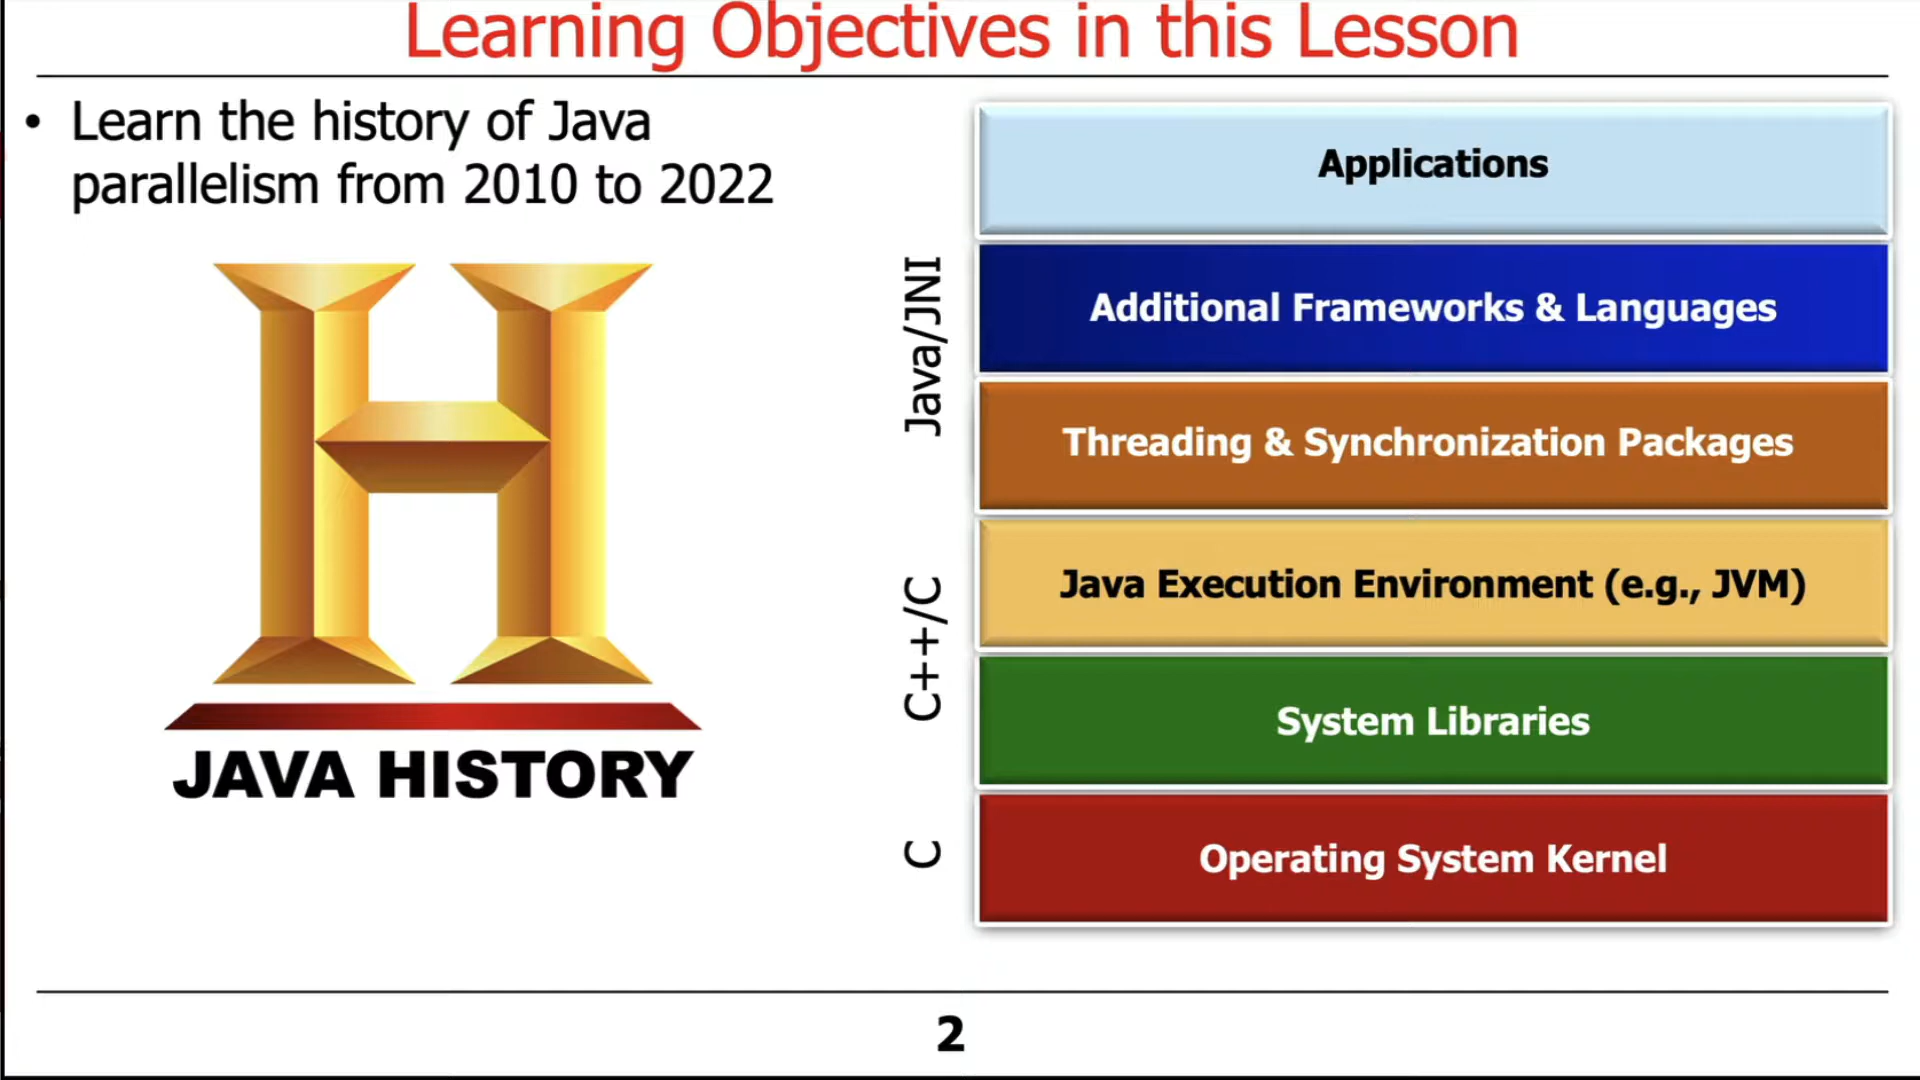 Learning Objectives in this Lesson
• Learn the history of Java
parallelism from 2010 to 2022
JAVA HISTORY
Java/JNI
C++/C
C
Applications
Additional Frameworks & Languages
Threading & Synchronization Packages
Java Execution Environment (e.g., JVM)
System Libraries
Operating System Kernel
2